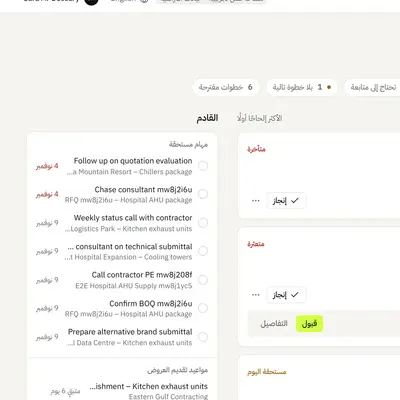 English
تحتاج إلى متابعة
1 بلا خطوة تالية
6 خطوات مقترحة
الأكثر إلحاحًا أولًا
متأخرة
إنجاز
متعثرة
إنجاز
قبول
التفاصيل
مستحقة اليوم
القادم
مهام مستحقة
Follow up on quotation evaluation
4 نوفمبر
...a Mountain Resort – Chillers package
Chase consultant mw8j2i6u
4 نوفمبر
RFQ mw8j2i6u – Hospital AHU package
Weekly status call with contractor
9 نوفمبر
...Logistics Park – Kitchen exhaust units
... consultant on technical submittal
9 نوفمبر
...t Hospital Expansion – Cooling towers
Call contractor PE mw8j208f
9 نوفمبر
E2E Hospital AHU Supply mw8j1yc5
Confirm BOQ mw8j2i6u
9 نوفمبر
RFQ mw8j2i6u – Hospital AHU package
Prepare alternative brand submittal
9 نوفمبر
...l Data Centre – Kitchen exhaust units
مواعيد تقديم العروض
...ishment – Kitchen exhaust units
متبقٍ 6 يوم
Eastern Gulf Contracting